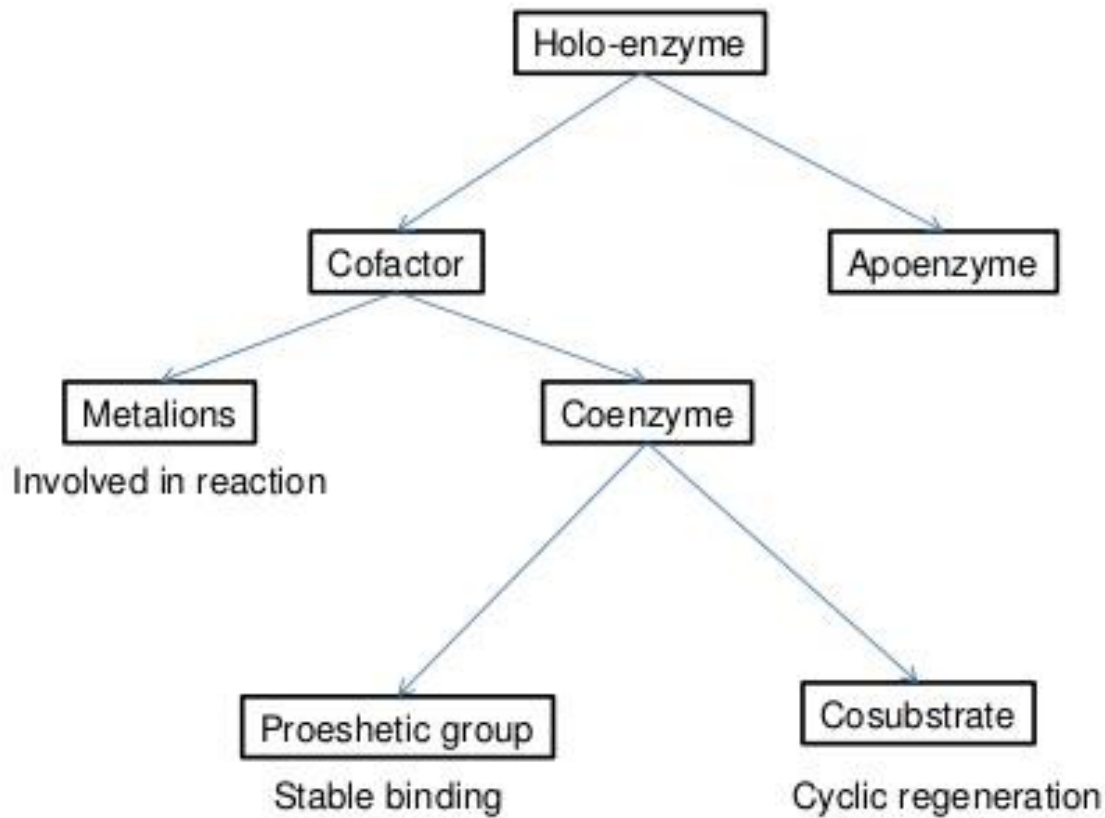 Holo-enzyme
Cofactor
Apoenzyme
Metalions
Coenzyme
Involved in reaction
Proeshetic group
Cosubstrate
Stable binding
Cyclic regeneration